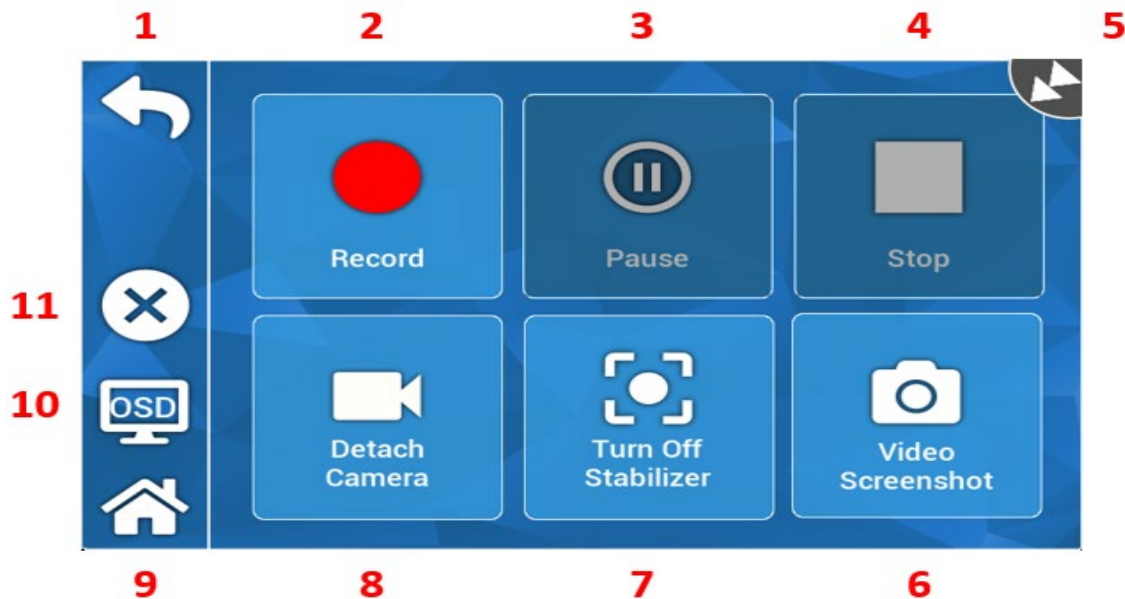 1 2 3 4 5
Record Pause Stop
11
10 OSD
Detach Camera
Turn Off Stabilizer
Video Screenshot
9 8 7 6